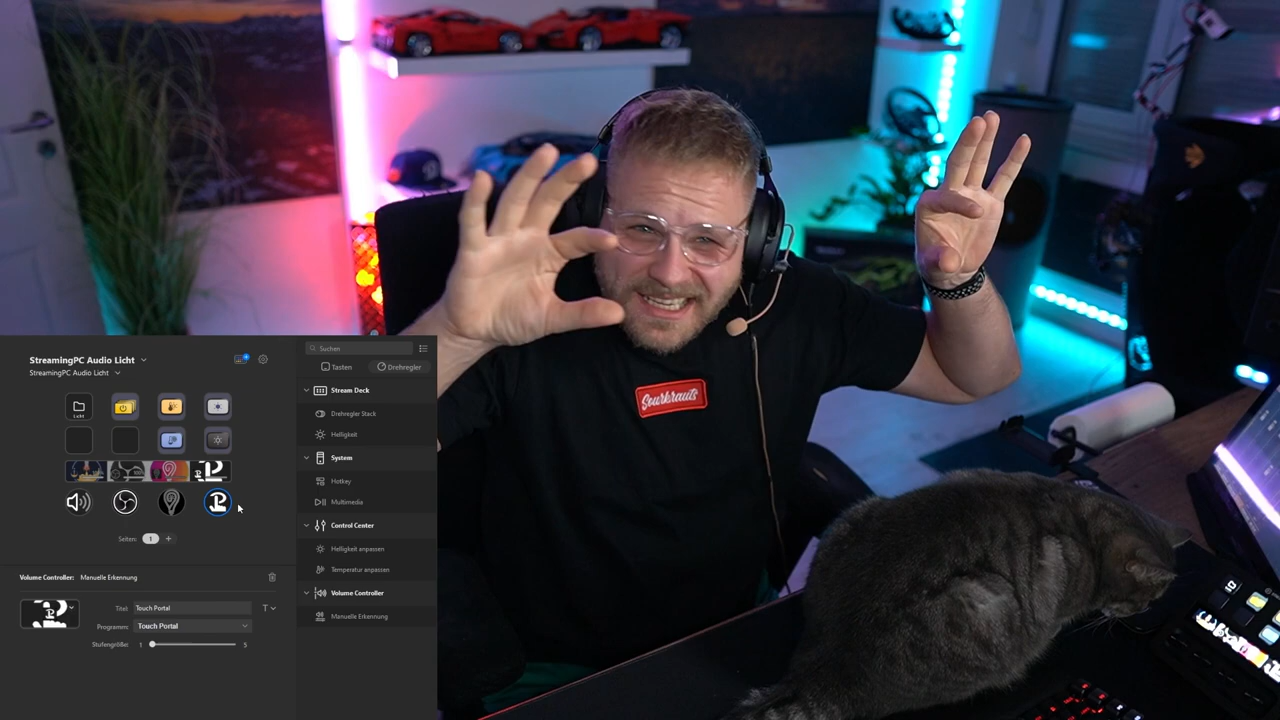 Sourkrauts
StreamingPC Audio Licht
StreamingPC Audio Licht
Licht
Seiten: 1 +
Volume Controller: Manuelle Erkennung
Titel: Touch Portal
T
Programm: Touch Portal
Stufengröße: 1 5
Suchen
Tasten Drehregler
Stream Deck
Drehregler Stack
Helligkeit
System
Hotkey
Multimedia
Control Center
Helligkeit anpassen
Temperatur anpassen
Volume Controller
Manuelle Erkennung